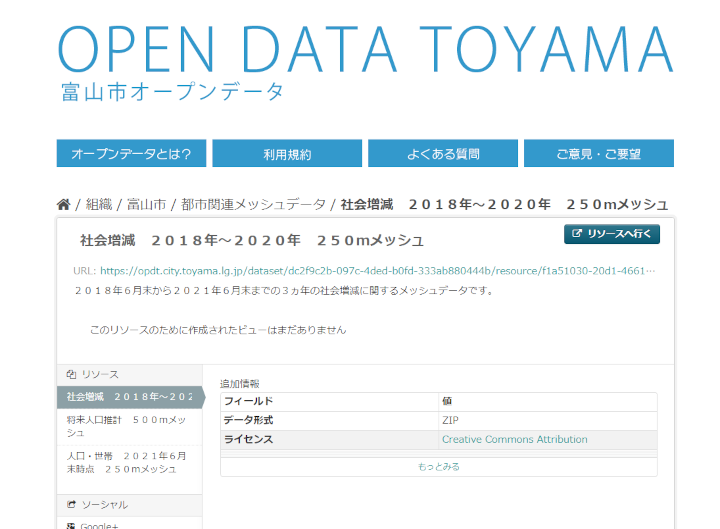 OPEN DATA TOYAMA
富山市オープンデータ
オープンデータとは？ 利用規約 よくある質問 ご意見・ご要望
/ 組織 / 富山市 / 都市関連メッシュデータ / 社会増減　２０１８年～２０２０年　２５０ｍメッシュ
社会増減　２０１８年～２０２０年　２５０ｍメッシュ
リソースへ行く
URL: https://opdt.city.toyama.lg.jp/dataset/dc2f9c2b-097c-4ded-b0fd-333ab880444b/resource/f1a51030-20d1-4661…
２０１８年６月末から２０２１年６月末までの３ヵ年の社会増減に関するメッシュデータです。
このリソースのために作成されたビューはまだありません
リソース
社会増減　２０１８年～２０２
将来人口推計　５００ｍメッ
シュ
人口・世帯　２０２１年６月
末時点　２５０ｍメッシュ
ソーシャル
Google+
追加情報
フィールド 値
データ形式 ZIP
ライセンス Creative Commons Attribution
もっとみる